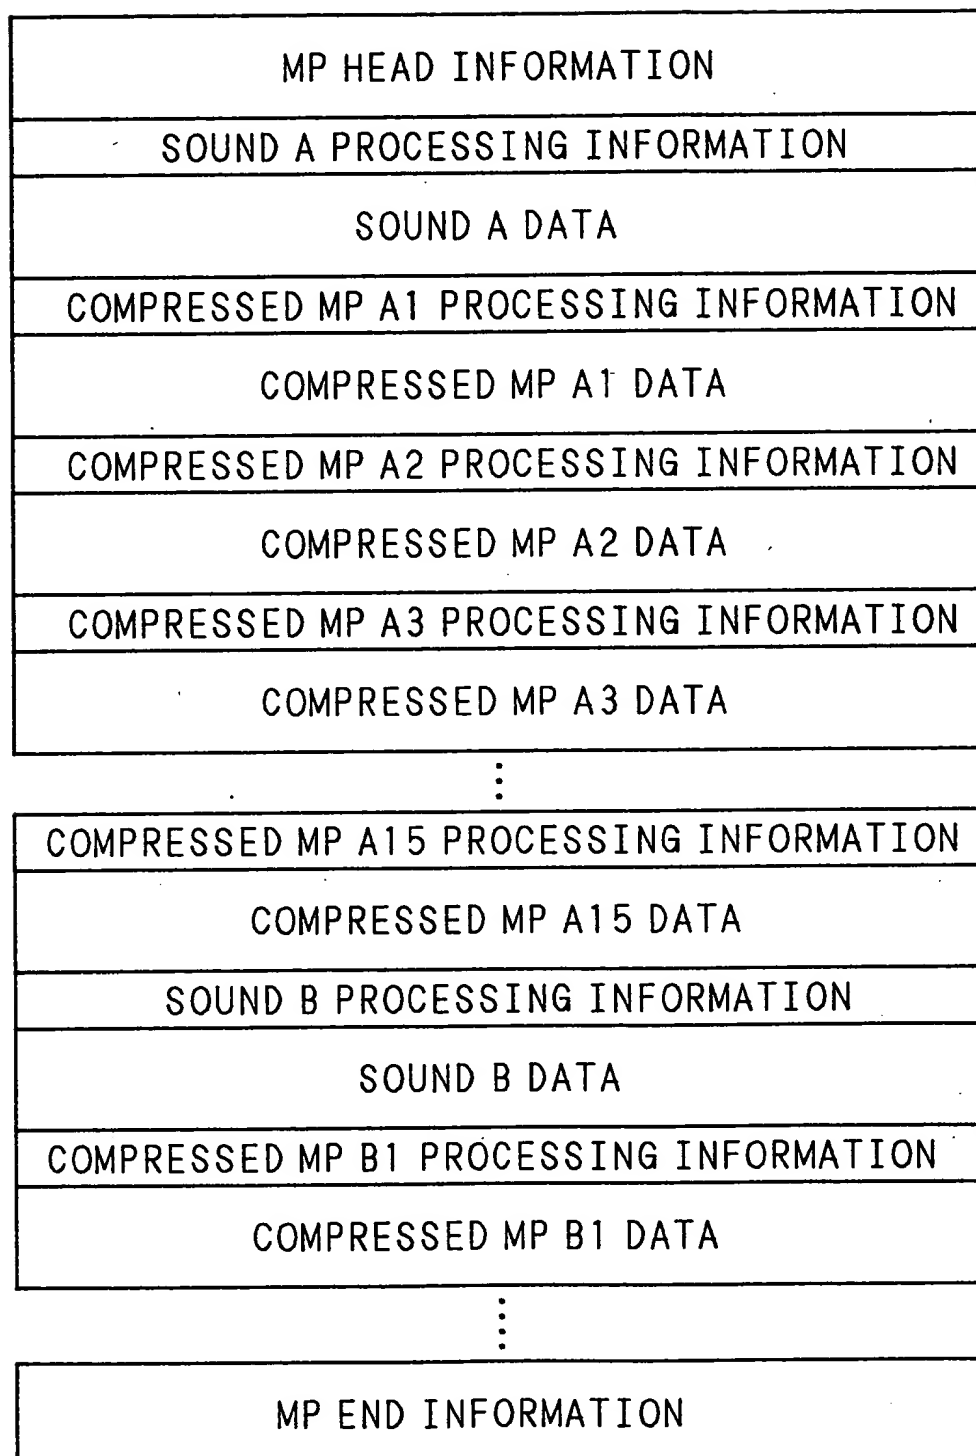 MP HEAD INFORMATION
SOUND A PROCESSING INFORMATION
SOUND A DATA
COMPRESSED MP A1 PROCESSING INFORMATION
COMPRESSED MP A1 DATA
COMPRESSED MP A2 PROCESSING INFORMATION
COMPRESSED MP A2 DATA
COMPRESSED MP A3 PROCESSING INFORMATION
COMPRESSED MP A3 DATA
COMPRESSED MP A15 PROCESSING INFORMATION
COMPRESSED MP A15 DATA
SOUND B PROCESSING INFORMATION
SOUND B DATA
COMPRESSED MP B1 PROCESSING INFORMATION
COMPRESSED MP B1 DATA
MP END INFORMATION